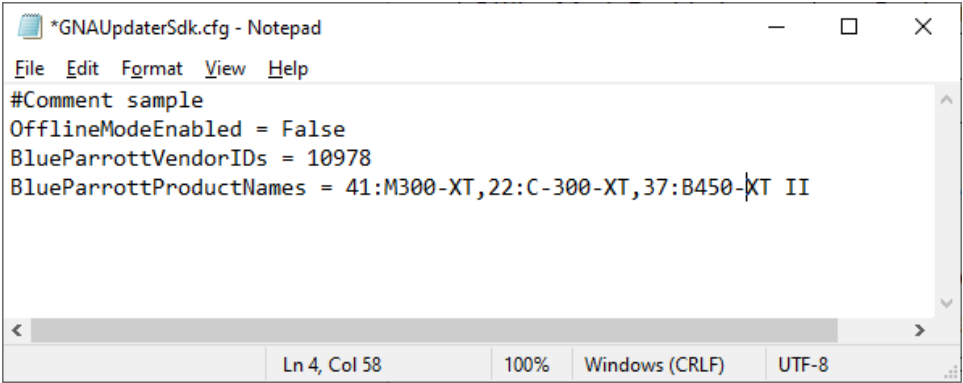 *GNAUpdaterSdk.cfg - Notepad
File Edit Format View Help
#Comment sample
OfflineModeEnabled = False
BlueParrottVendorIDs = 10978
BlueParrottProductNames = 41:M300-XT,22:C-300-XT,37:B450-XT II
Ln 4, Col 58 100% Windows (CRLF) UTF-8